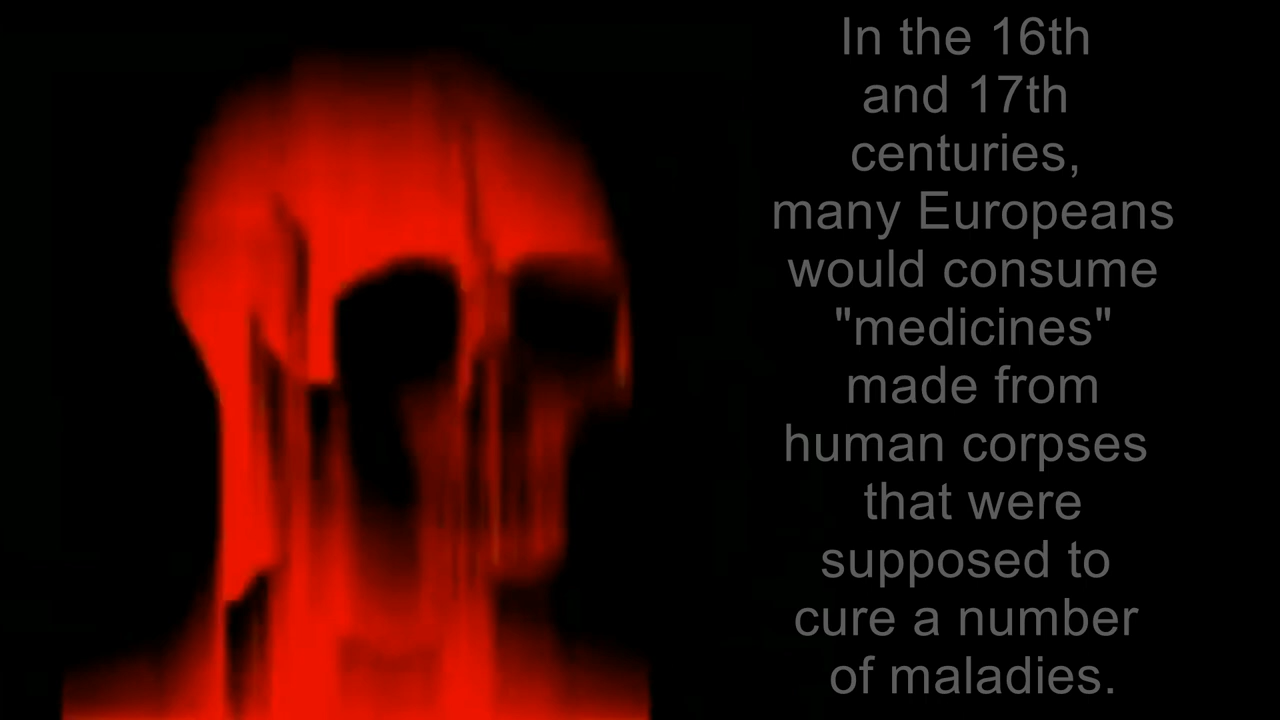 In the 16th
and 17th
centuries,
many Europeans
would consume
"medicines"
made from
human corpses
that were
supposed to
cure a number
of maladies.